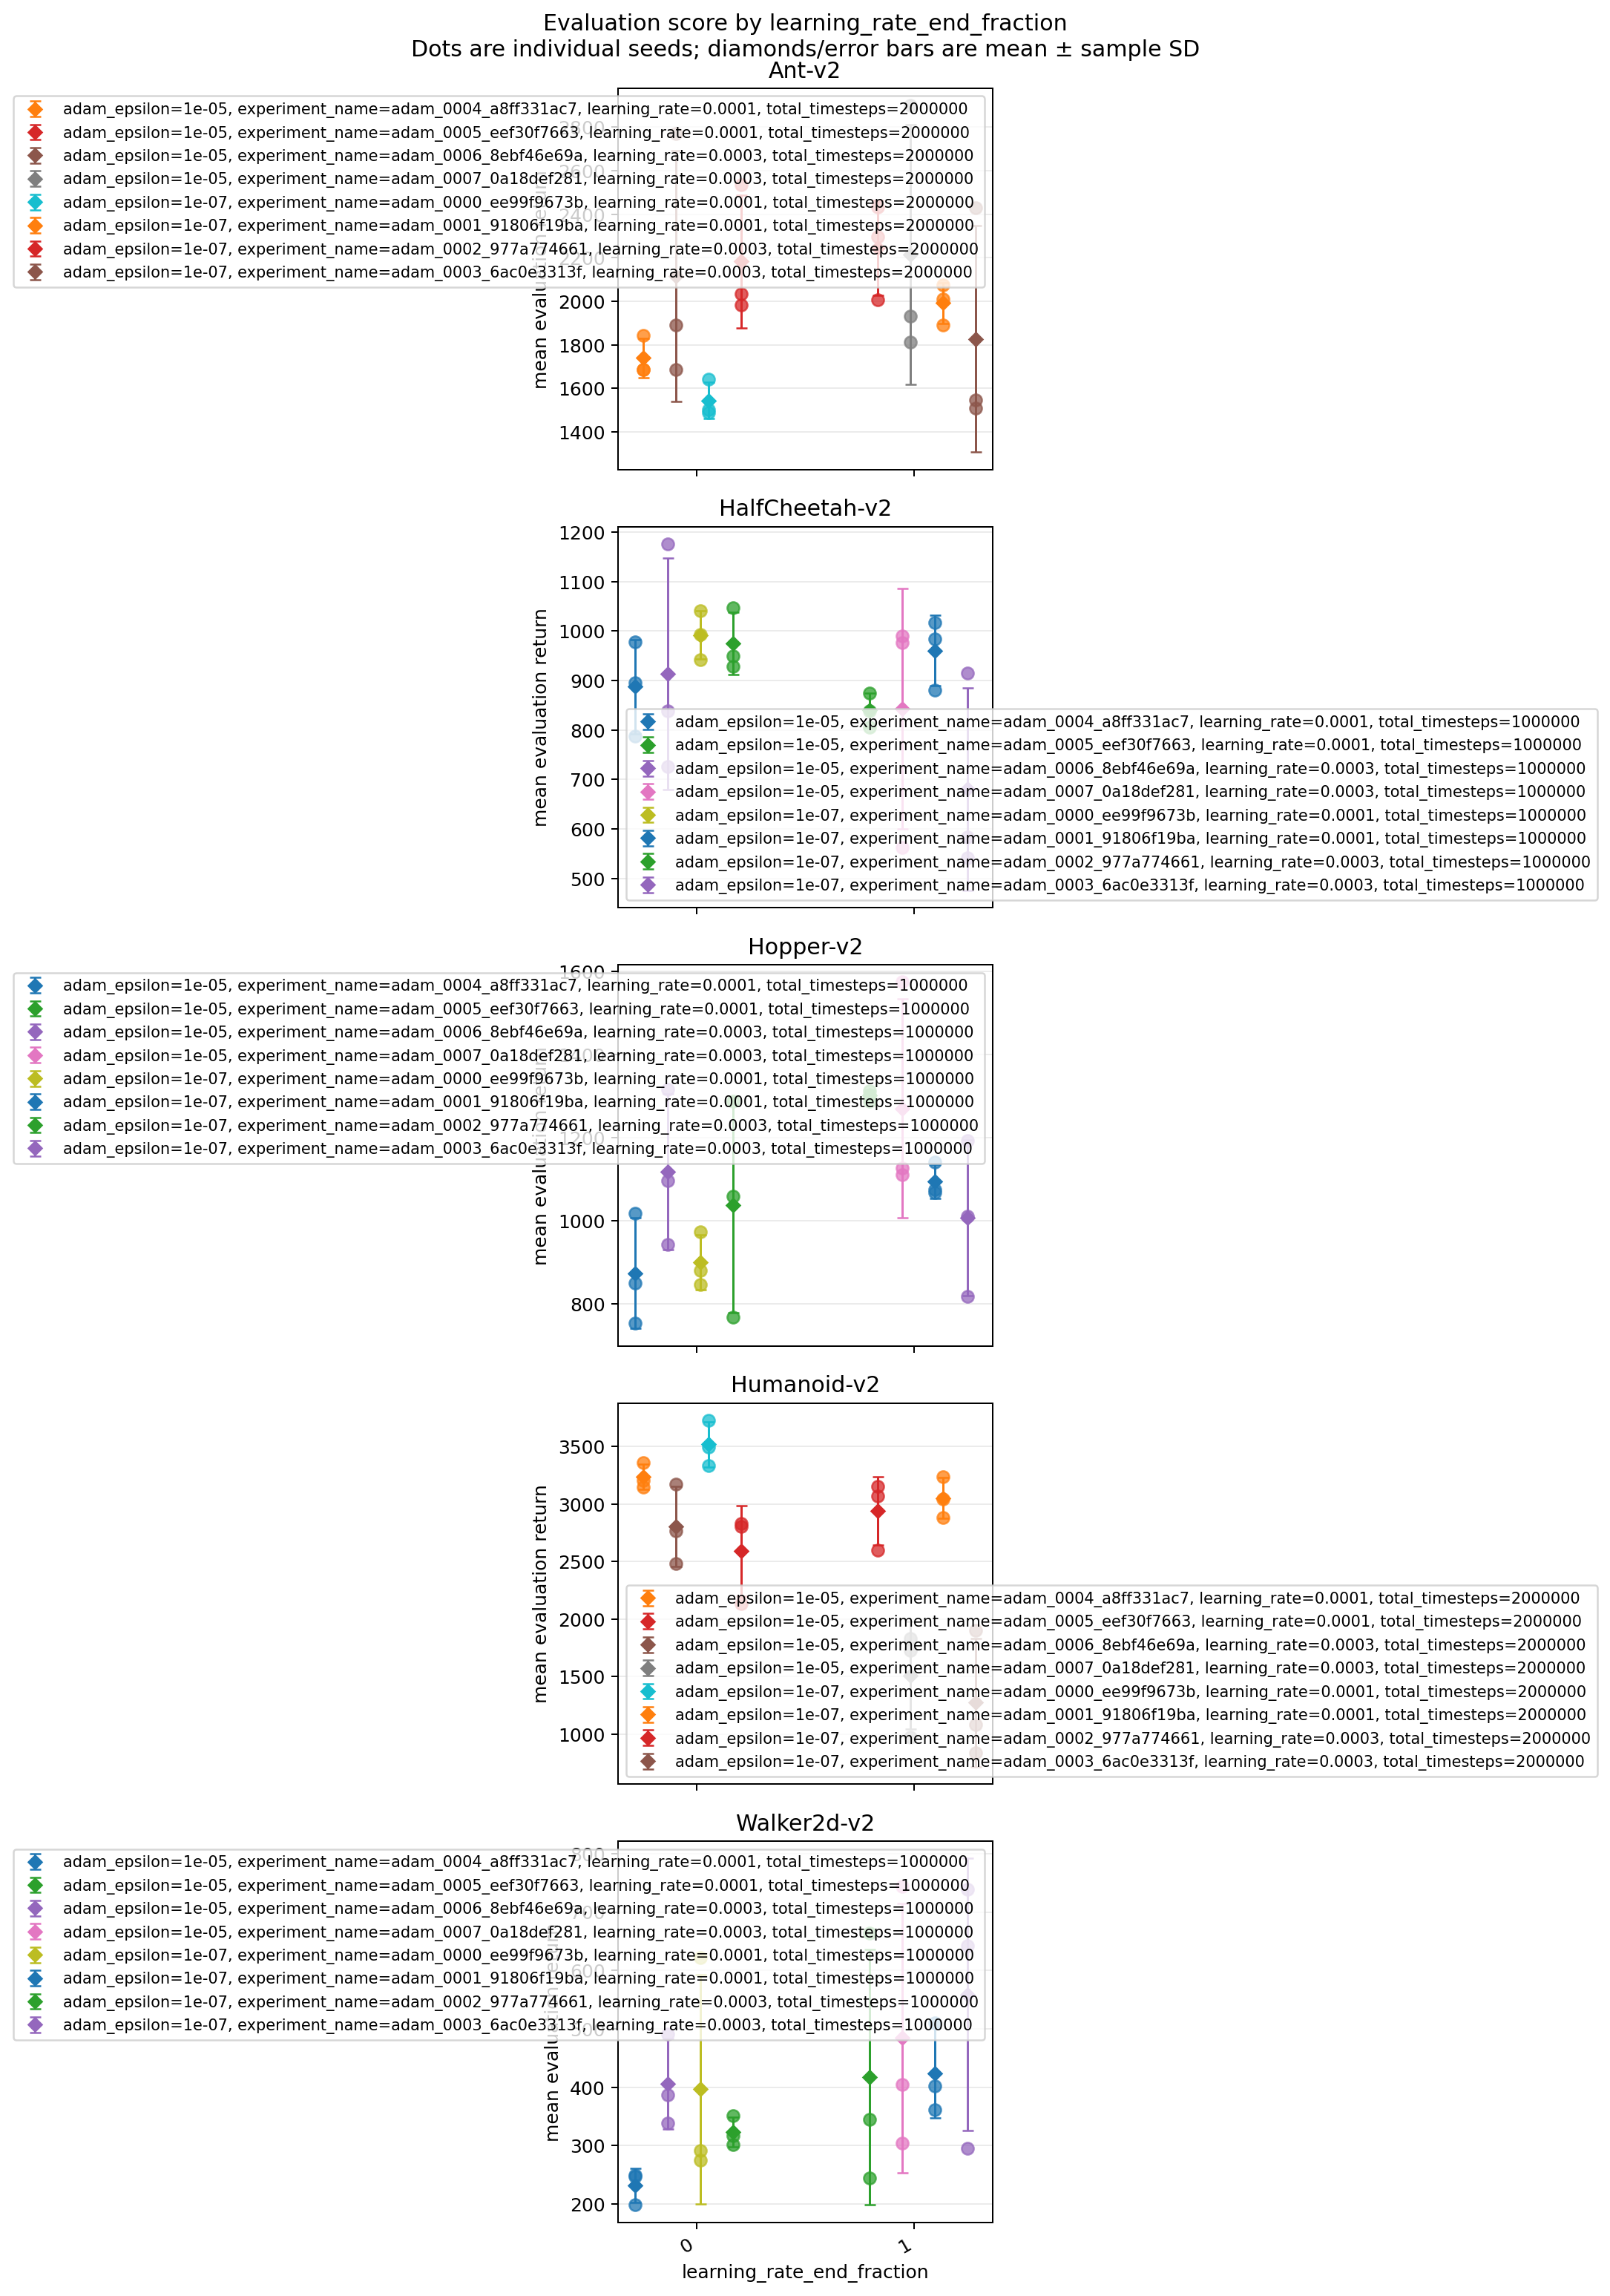 Evaluation score by learning_rate_end_fraction
Dots are individual seeds; diamonds/error bars are mean ± sample SD
Ant-v2
adam_epsilon=1e-05, experiment_name=adam_0004_a8ff331ac7, learning_rate=0.0001, total_timesteps=2000000
adam_epsilon=1e-05, experiment_name=adam_0005_eef30f7663, learning_rate=0.0001, total_timesteps=2000000
adam_epsilon=1e-05, experiment_name=adam_0006_8ebf46e69a, learning_rate=0.0003, total_timesteps=2000000
adam_epsilon=1e-05, experiment_name=adam_0007_0a18def281, learning_rate=0.0003, total_timesteps=2000000
adam_epsilon=1e-07, experiment_name=adam_0000_ee99f9673b, learning_rate=0.0001, total_timesteps=2000000
adam_epsilon=1e-07, experiment_name=adam_0001_91806f19ba, learning_rate=0.0001, total_timesteps=2000000
adam_epsilon=1e-07, experiment_name=adam_0002_977a774661, learning_rate=0.0003, total_timesteps=2000000
adam_epsilon=1e-07, experiment_name=adam_0003_6ac0e3313f, learning_rate=0.0003, total_timesteps=2000000
mean evaluation return
2800
2600
2400
2200
2000
1800
1600
1400
HalfCheetah-v2
mean evaluation return
1200
1100
1000
900
800
700
600
500
adam_epsilon=1e-05, experiment_name=adam_0004_a8ff331ac7, learning_rate=0.0001, total_timesteps=1000000
adam_epsilon=1e-05, experiment_name=adam_0005_eef30f7663, learning_rate=0.0001, total_timesteps=1000000
adam_epsilon=1e-05, experiment_name=adam_0006_8ebf46e69a, learning_rate=0.0003, total_timesteps=1000000
adam_epsilon=1e-05, experiment_name=adam_0007_0a18def281, learning_rate=0.0003, total_timesteps=1000000
adam_epsilon=1e-07, experiment_name=adam_0000_ee99f9673b, learning_rate=0.0001, total_timesteps=1000000
adam_epsilon=1e-07, experiment_name=adam_0001_91806f19ba, learning_rate=0.0001, total_timesteps=1000000
adam_epsilon=1e-07, experiment_name=adam_0002_977a774661, learning_rate=0.0003, total_timesteps=1000000
adam_epsilon=1e-07, experiment_name=adam_0003_6ac0e3313f, learning_rate=0.0003, total_timesteps=1000000
Hopper-v2
adam_epsilon=1e-05, experiment_name=adam_0004_a8ff331ac7, learning_rate=0.0001, total_timesteps=1000000
adam_epsilon=1e-05, experiment_name=adam_0005_eef30f7663, learning_rate=0.0001, total_timesteps=1000000
adam_epsilon=1e-05, experiment_name=adam_0006_8ebf46e69a, learning_rate=0.0003, total_timesteps=1000000
adam_epsilon=1e-05, experiment_name=adam_0007_0a18def281, learning_rate=0.0003, total_timesteps=1000000
adam_epsilon=1e-07, experiment_name=adam_0000_ee99f9673b, learning_rate=0.0001, total_timesteps=1000000
adam_epsilon=1e-07, experiment_name=adam_0001_91806f19ba, learning_rate=0.0001, total_timesteps=1000000
adam_epsilon=1e-07, experiment_name=adam_0002_977a774661, learning_rate=0.0003, total_timesteps=1000000
adam_epsilon=1e-07, experiment_name=adam_0003_6ac0e3313f, learning_rate=0.0003, total_timesteps=1000000
mean evaluation return
1600
1200
1000
800
Humanoid-v2
mean evaluation return
3500
3000
2500
2000
1500
1000
adam_epsilon=1e-05, experiment_name=adam_0004_a8ff331ac7, learning_rate=0.0001, total_timesteps=2000000
adam_epsilon=1e-05, experiment_name=adam_0005_eef30f7663, learning_rate=0.0001, total_timesteps=2000000
adam_epsilon=1e-05, experiment_name=adam_0006_8ebf46e69a, learning_rate=0.0003, total_timesteps=2000000
adam_epsilon=1e-05, experiment_name=adam_0007_0a18def281, learning_rate=0.0003, total_timesteps=2000000
adam_epsilon=1e-07, experiment_name=adam_0000_ee99f9673b, learning_rate=0.0001, total_timesteps=2000000
adam_epsilon=1e-07, experiment_name=adam_0001_91806f19ba, learning_rate=0.0001, total_timesteps=2000000
adam_epsilon=1e-07, experiment_name=adam_0002_977a774661, learning_rate=0.0003, total_timesteps=2000000
adam_epsilon=1e-07, experiment_name=adam_0003_6ac0e3313f, learning_rate=0.0003, total_timesteps=2000000
Walker2d-v2
adam_epsilon=1e-05, experiment_name=adam_0004_a8ff331ac7, learning_rate=0.0001, total_timesteps=1000000
adam_epsilon=1e-05, experiment_name=adam_0005_eef30f7663, learning_rate=0.0001, total_timesteps=1000000
adam_epsilon=1e-05, experiment_name=adam_0006_8ebf46e69a, learning_rate=0.0003, total_timesteps=1000000
adam_epsilon=1e-05, experiment_name=adam_0007_0a18def281, learning_rate=0.0003, total_timesteps=1000000
adam_epsilon=1e-07, experiment_name=adam_0000_ee99f9673b, learning_rate=0.0001, total_timesteps=1000000
adam_epsilon=1e-07, experiment_name=adam_0001_91806f19ba, learning_rate=0.0001, total_timesteps=1000000
adam_epsilon=1e-07, experiment_name=adam_0002_977a774661, learning_rate=0.0003, total_timesteps=1000000
adam_epsilon=1e-07, experiment_name=adam_0003_6ac0e3313f, learning_rate=0.0003, total_timesteps=1000000
mean evaluation return
800
700
600
500
400
300
200
0
1
learning_rate_end_fraction